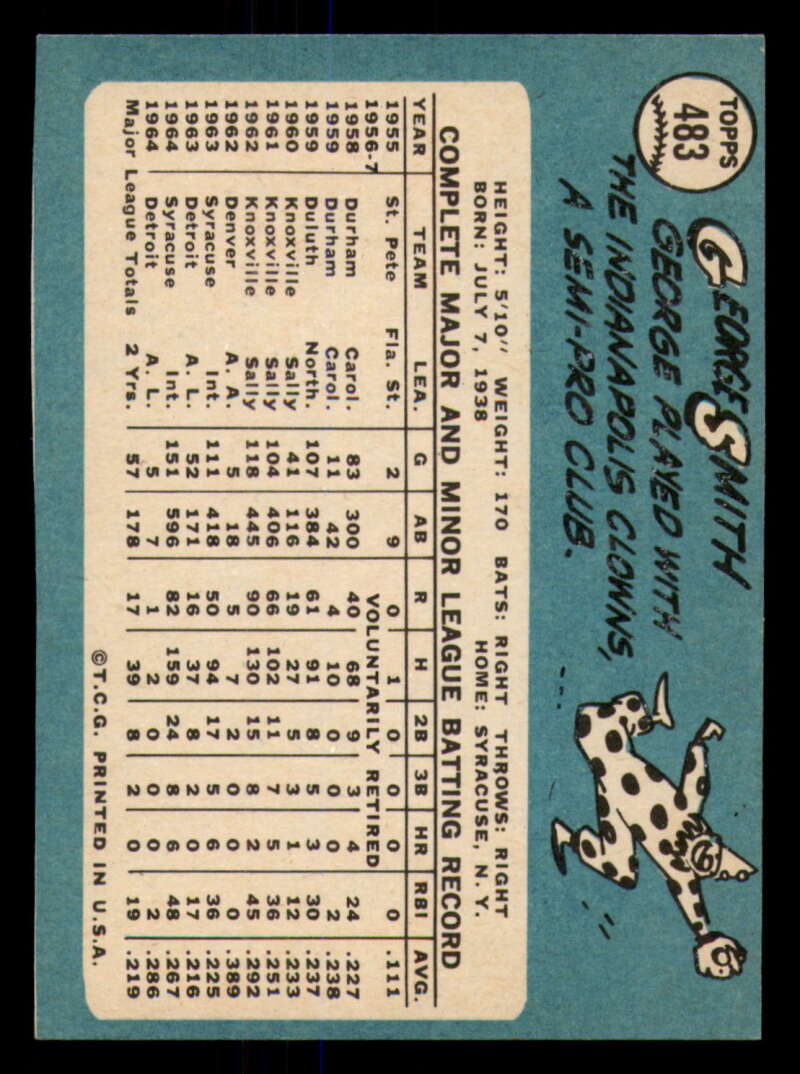 TOPPS
483
GEORGE SMITH
GEORGE PLAYED WITH
THE INDIANAPOLIS CLOWNS,
A SEMI-PRO CLUB.
HEIGHT: 5'10" WEIGHT: 170 BATS: RIGHT THROWS: RIGHT
BORN: JULY 7, 1938 HOME: SYRACUSE, N. Y.
COMPLETE MAJOR AND MINOR LEAGUE BATTING RECORD
YEAR TEAM LEA. G AB R H 2B 3B HR RBI AVG.
1955 St. Pete Fla. St. 2 9 0 1 0 0 0 0 .111
1956-7 VOLUNTARILY RETIRED
1958 Durham Carol. 83 300 40 68 9 3 4 24 .227
1959 Durham Carol. 11 42 4 10 0 0 0 2 .238
1959 Duluth North. 107 384 61 91 8 5 3 30 .237
1960 Knoxville Sally 41 116 19 27 5 3 1 12 .233
1961 Knoxville Sally 104 406 66 102 11 7 5 36 .251
1962 Knoxville Sally 118 445 90 130 15 8 2 45 .292
1962 Denver A. A. 5 18 5 7 2 0 0 0 .389
1963 Syracuse Int. 111 418 50 94 17 5 6 36 .225
1963 Detroit A. L. 52 171 16 37 8 2 0 17 .216
1964 Syracuse Int. 151 596 82 159 24 8 6 48 .267
1964 Detroit A. L. 5 7 1 2 0 0 0 2 .286
Major League Totals 2 Yrs. 57 178 17 39 8 2 0 19 .219
©T.C.G. PRINTED IN U.S.A.